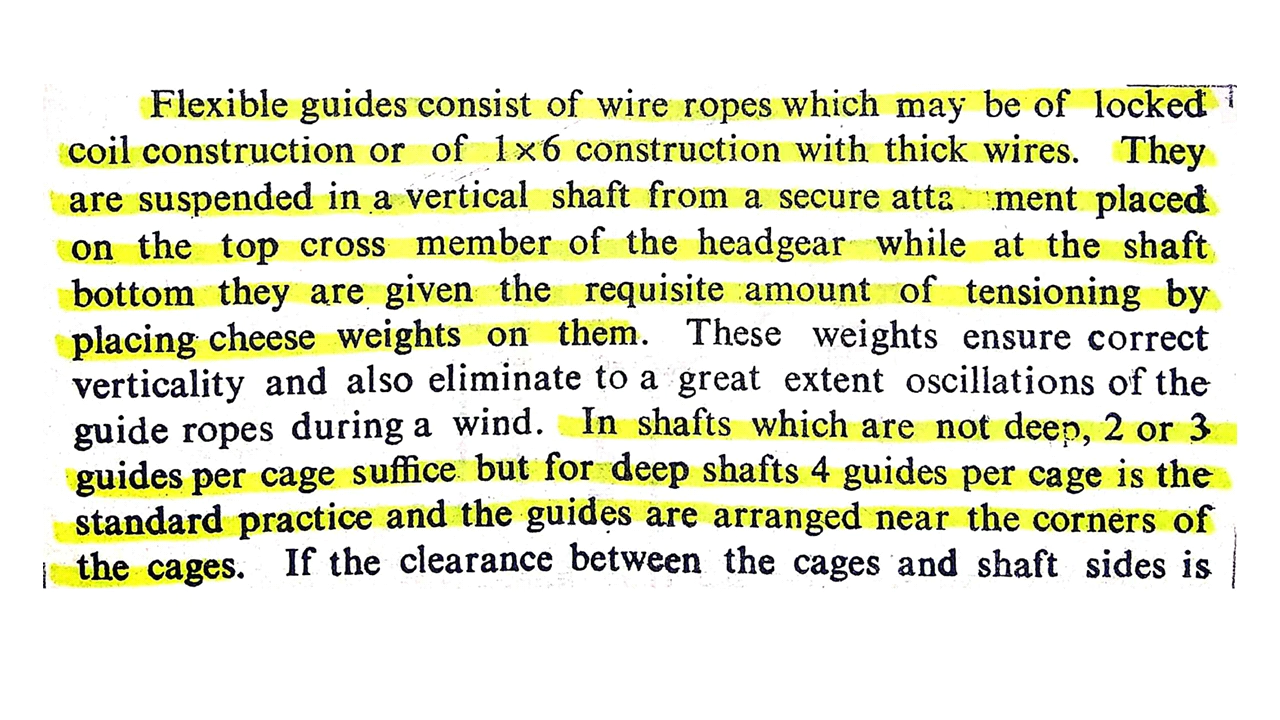 Flexible guides consist of wire ropes which may be of locked
coil construction or of 1×6 construction with thick wires. They
are suspended in a vertical shaft from a secure atta ment placed
on the top cross member of the headgear while at the shaft
bottom they are given the requisite amount of tensioning by
placing cheese weights on them. These weights ensure correct
verticality and also eliminate to a great extent oscillations of the
guide ropes during a wind. In shafts which are not deep, 2 or 3
guides per cage suffice but for deep shafts 4 guides per cage is the
standard practice and the guides are arranged near the corners of
the cages. If the clearance between the cages and shaft sides is